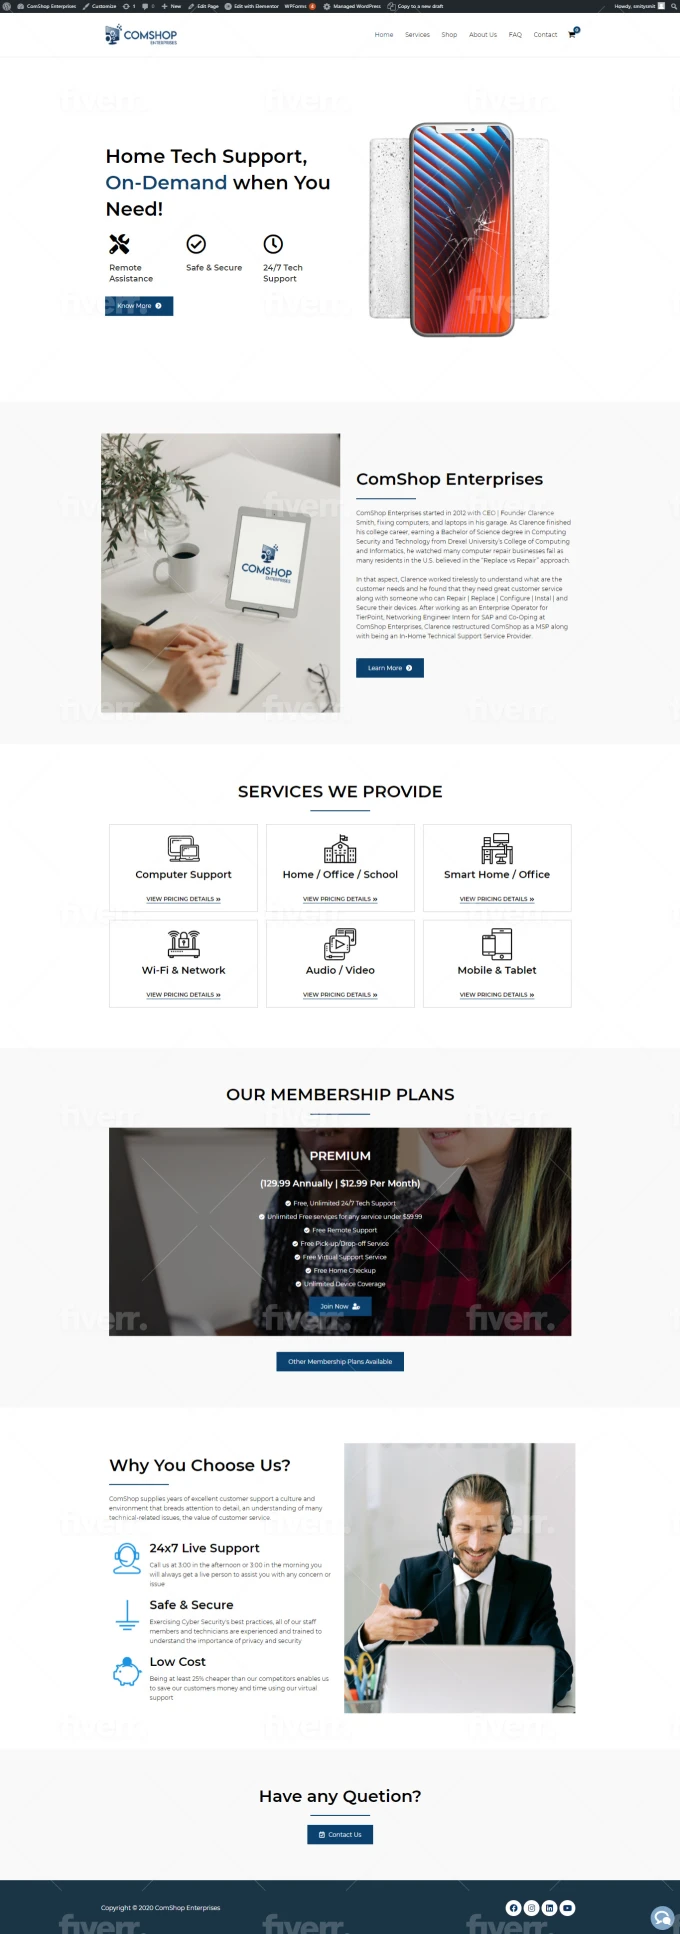 ComShop Enterprises Customize 1 0 New Edit Page Edit with Elementor WPForms 4 Managed WordPress Copy to a new draft Howdy, smitysmit
COMSHOP
ENTERPRISES
Home Services Shop About Us FAQ Contact 0
Home Tech Support,
On-Demand when You
Need!
Remote
Assistance
Safe & Secure
24/7 Tech
Support
Know More
ComShop Enterprises
ComShop Enterprises started in 2012 with CEO | Founder Clarence
Smith, fixing computers, and laptops in his garage. As Clarence finished
his college career, earning a Bachelor of Science degree in Computing
Security and Technology from Drexel University's College of Computing
and Informatics, he watched many computer repair businesses fail as
many residents in the U.S. believed in the "Replace vs Repair" approach.
In that aspect, Clarence worked tirelessly to understand what are the
customer needs and he found that they need great customer service
along with someone who can Repair | Replace | Configure | Install | and
Secure their devices. After working as an Enterprise Operator for
TierPoint, Networking Engineer Intern for SAP and Co-Oping at
ComShop Enterprises, Clarence restructured ComShop as a MSP along
with being an In-Home Technical Support Service Provider.
Learn More
COMSHOP
ENTERPRISES
SERVICES WE PROVIDE
Computer Support
VIEW PRICING DETAILS »
Home / Office / School
VIEW PRICING DETAILS »
Smart Home / Office
VIEW PRICING DETAILS »
Wi-Fi & Network
VIEW PRICING DETAILS »
Audio / Video
VIEW PRICING DETAILS »
Mobile & Tablet
VIEW PRICING DETAILS »
OUR MEMBERSHIP PLANS
PREMIUM
(129.99 Annually | $12.99 Per Month)
Free, Unlimited 24/7 Tech Support
Unlimited Free services for any service under $59.99
Free Remote Support
Free Pick-up/Drop-off Service
Free Virtual Support Service
Free Home Checkup
Unlimited Device Coverage
Join Now
Other Membership Plans Available
Why You Choose Us?
ComShop supplies years of excellent customer support a culture and
environment that breads attention to detail, an understanding of many
technical-related issues, the value of customer service.
24x7 Live Support
Call us at 3:00 in the afternoon or 3:00 in the morning you
will always get a live person to assist you with any concern or
issue
Safe & Secure
Exercising Cyber Security's best practices, all of our staff
members and technicians are experienced and trained to
understand the importance of privacy and security
Low Cost
Being at least 25% cheaper than our competitors enables us
to save our customers money and time using our virtual
support
Have any Quetion?
Contact Us
Copyright © 2020 ComShop Enterprises
fiverr.